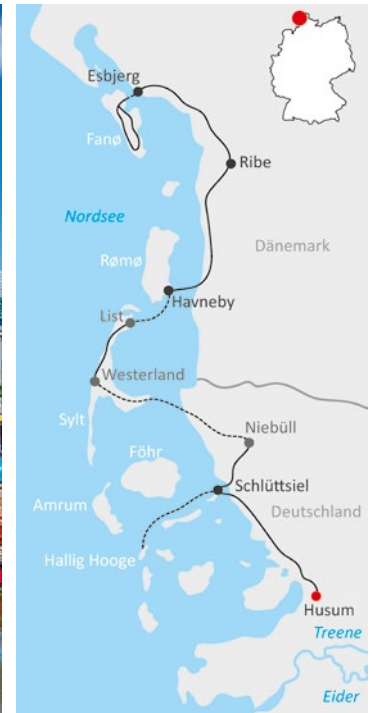 Esbjerg
Fanø
Ribe
Nordsee
Dänemark
Rømø
Havneby
List
Westerland
Sylt
Niebüll
Föhr
Schlüttsiel
Amrum
Deutschland
Hallig Hooge
Husum
Treene
Eider